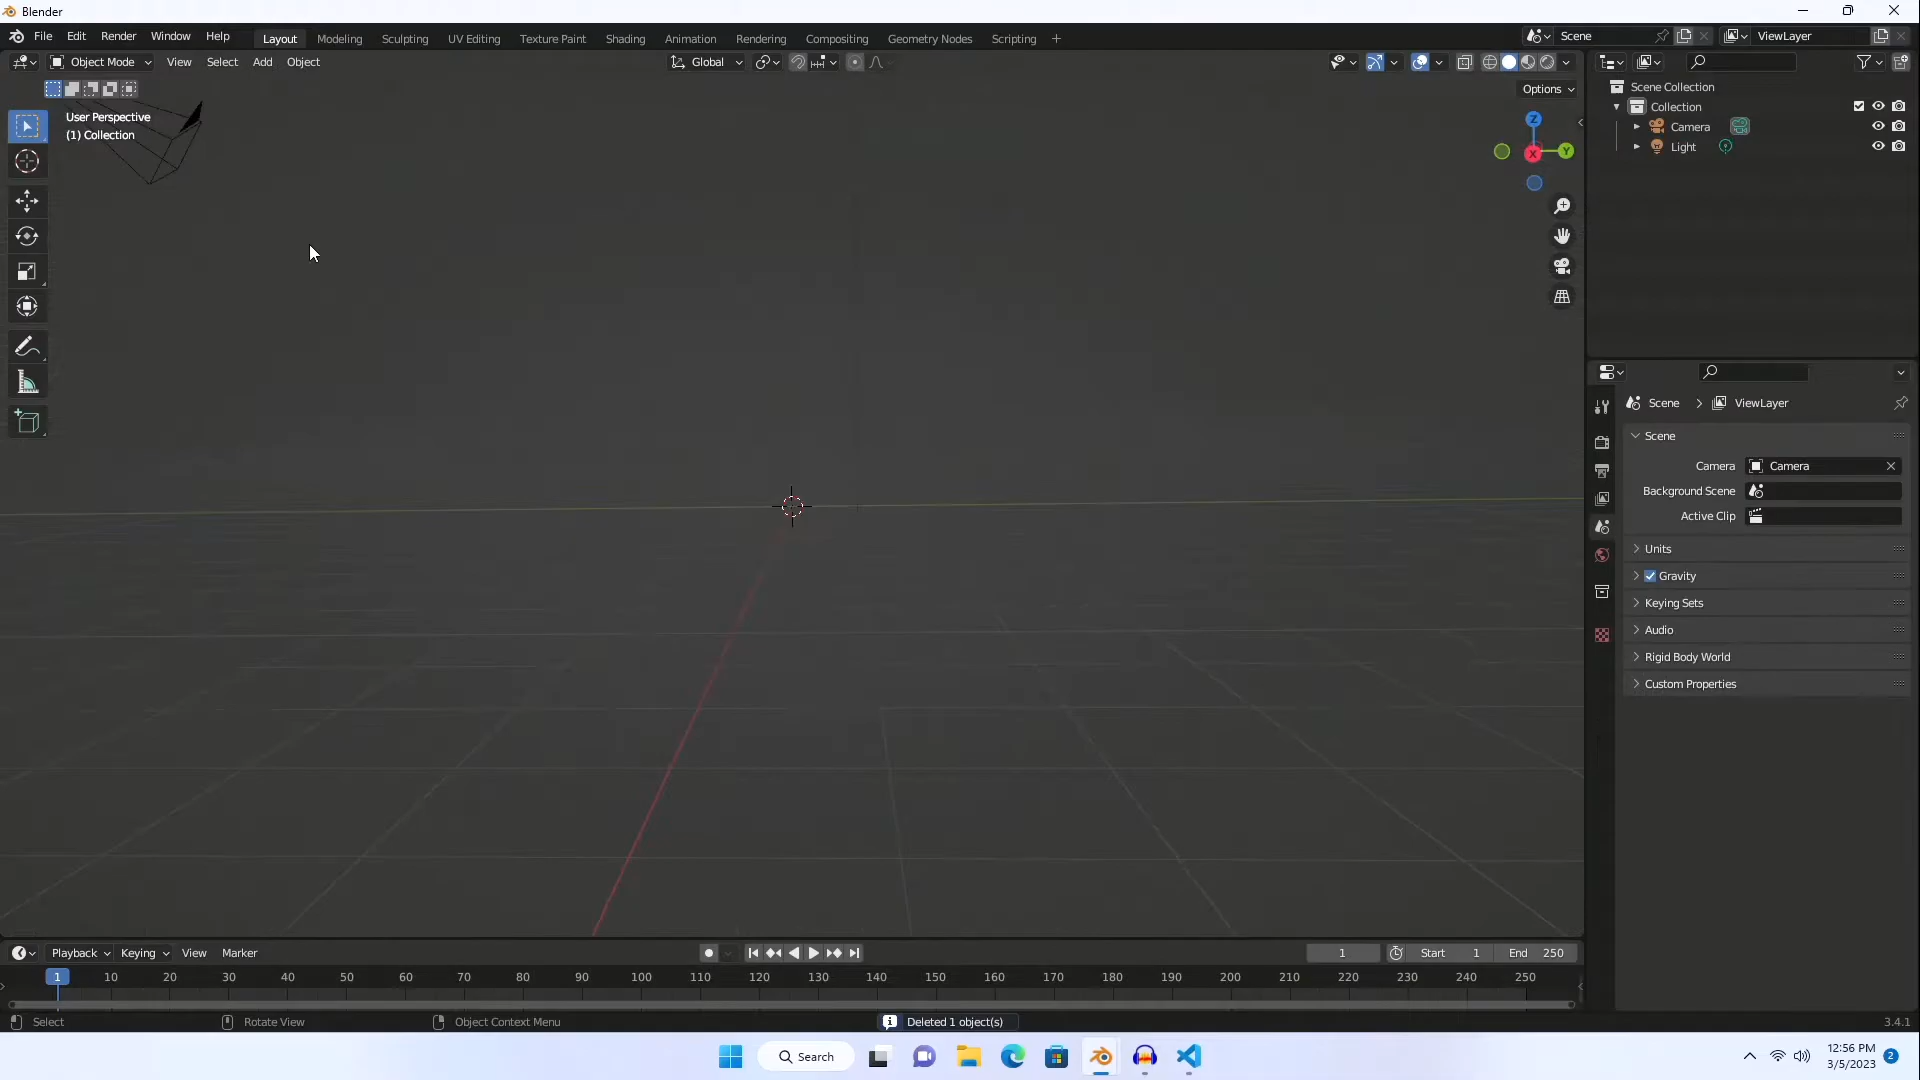 Blender
File Edit Render Window Help Layout Modeling Sculpting UV Editing Texture Paint Shading Animation Rendering Compositing Geometry Nodes Scripting + Scene ViewLayer
Object Mode View Select Add Object Global
Options
User Perspective
(1) Collection
Z
Y
X
Scene Collection
Collection
Camera
Light
Scene > ViewLayer
Scene
Camera Camera
Background Scene
Active Clip
Units
Gravity
Keying Sets
Audio
Rigid Body World
Custom Properties
Playback Keying View Marker 1 Start 1 End 250
1 10 20 30 40 50 60 70 80 90 100 110 120 130 140 150 160 170 180 190 200 210 220 230 240 250
Select Rotate View Object Context Menu Deleted 1 object(s) 3.4.1
Search
12:56 PM
3/5/2023
2